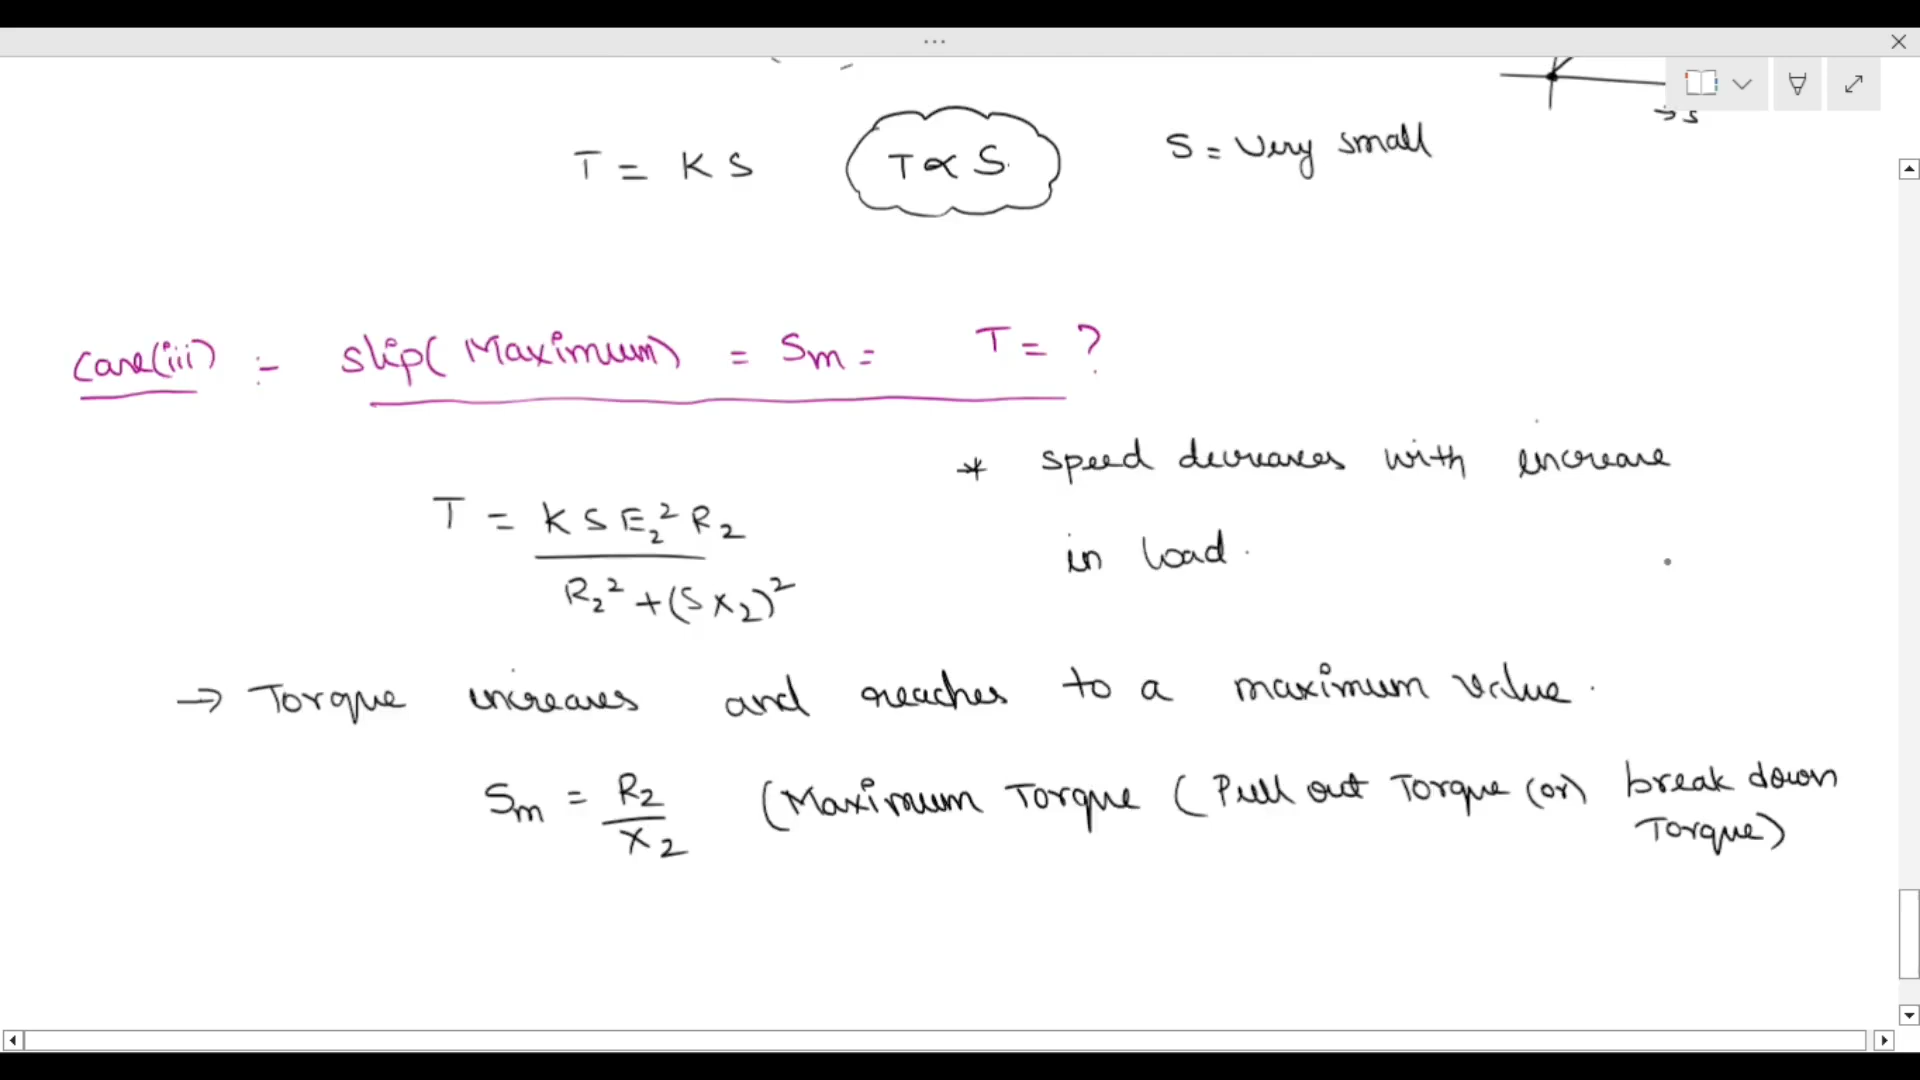 → s
T = K S   T ∝ S.   S = Very small
Case(iii) :- slip(Maximum) = Sm =   T = ?
* speed decreases with increase
in load.
T = K S E₂² R₂
R₂² + (S X₂)²
→ Torque increases and reaches to a maximum value.
Sm = R₂ / X₂ (Maximum Torque (Pull out Torque (or) break down
Torque)